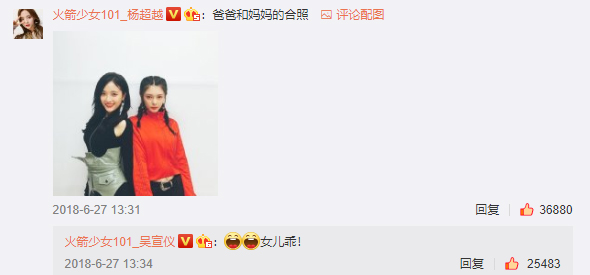 火箭少女101_杨超越：爸爸和妈妈的合照 评论配图
2018-6-27 13:31 回复 36880
火箭少女101_吴宣仪：女儿乖！
2018-6-27 13:34 回复 25483